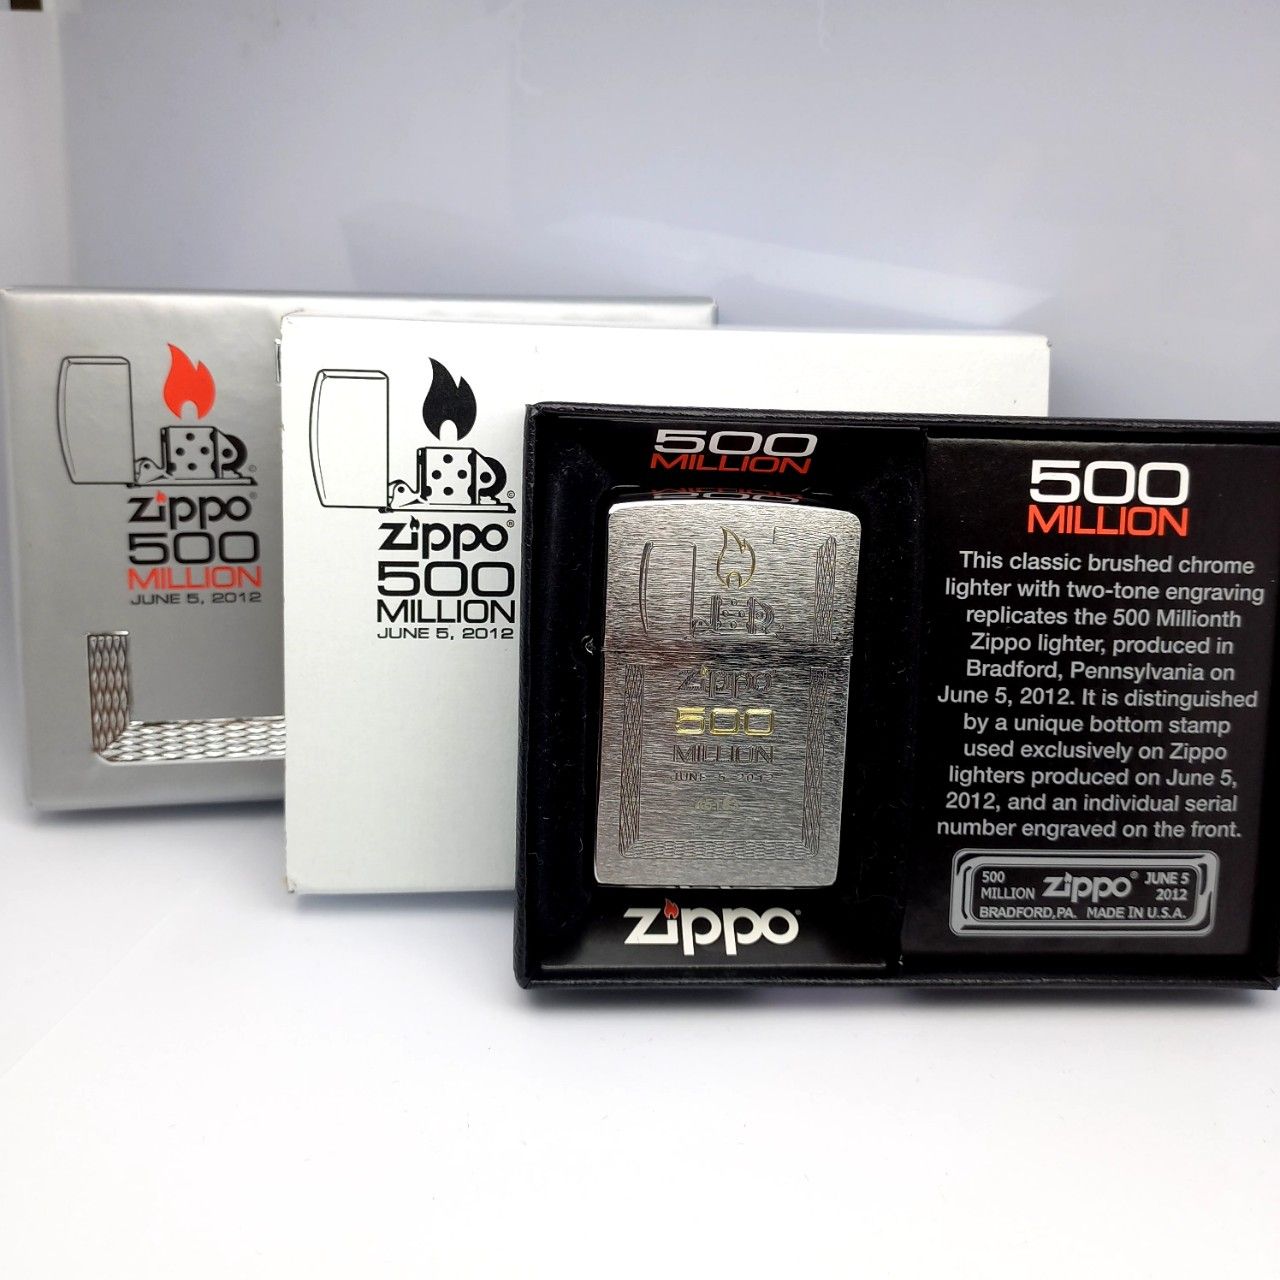 zippo
500
MILLION
JUNE 5, 2012
zippo
500
MILLION
JUNE 5, 2012
500
MILLION
zippo
500
MILLION
JUNE 5, 2012
zippo
500
MILLION
This classic brushed chrome
lighter with two-tone engraving
replicates the 500 Millionth
Zippo lighter, produced in
Bradford, Pennsylvania on
June 5, 2012. It is distinguished
by a unique bottom stamp
used exclusively on Zippo
lighters produced on June 5,
2012, and an individual serial
number engraved on the front.
500 MILLION zippo® JUNE 5 2012
BRADFORD,PA. MADE IN U.S.A.